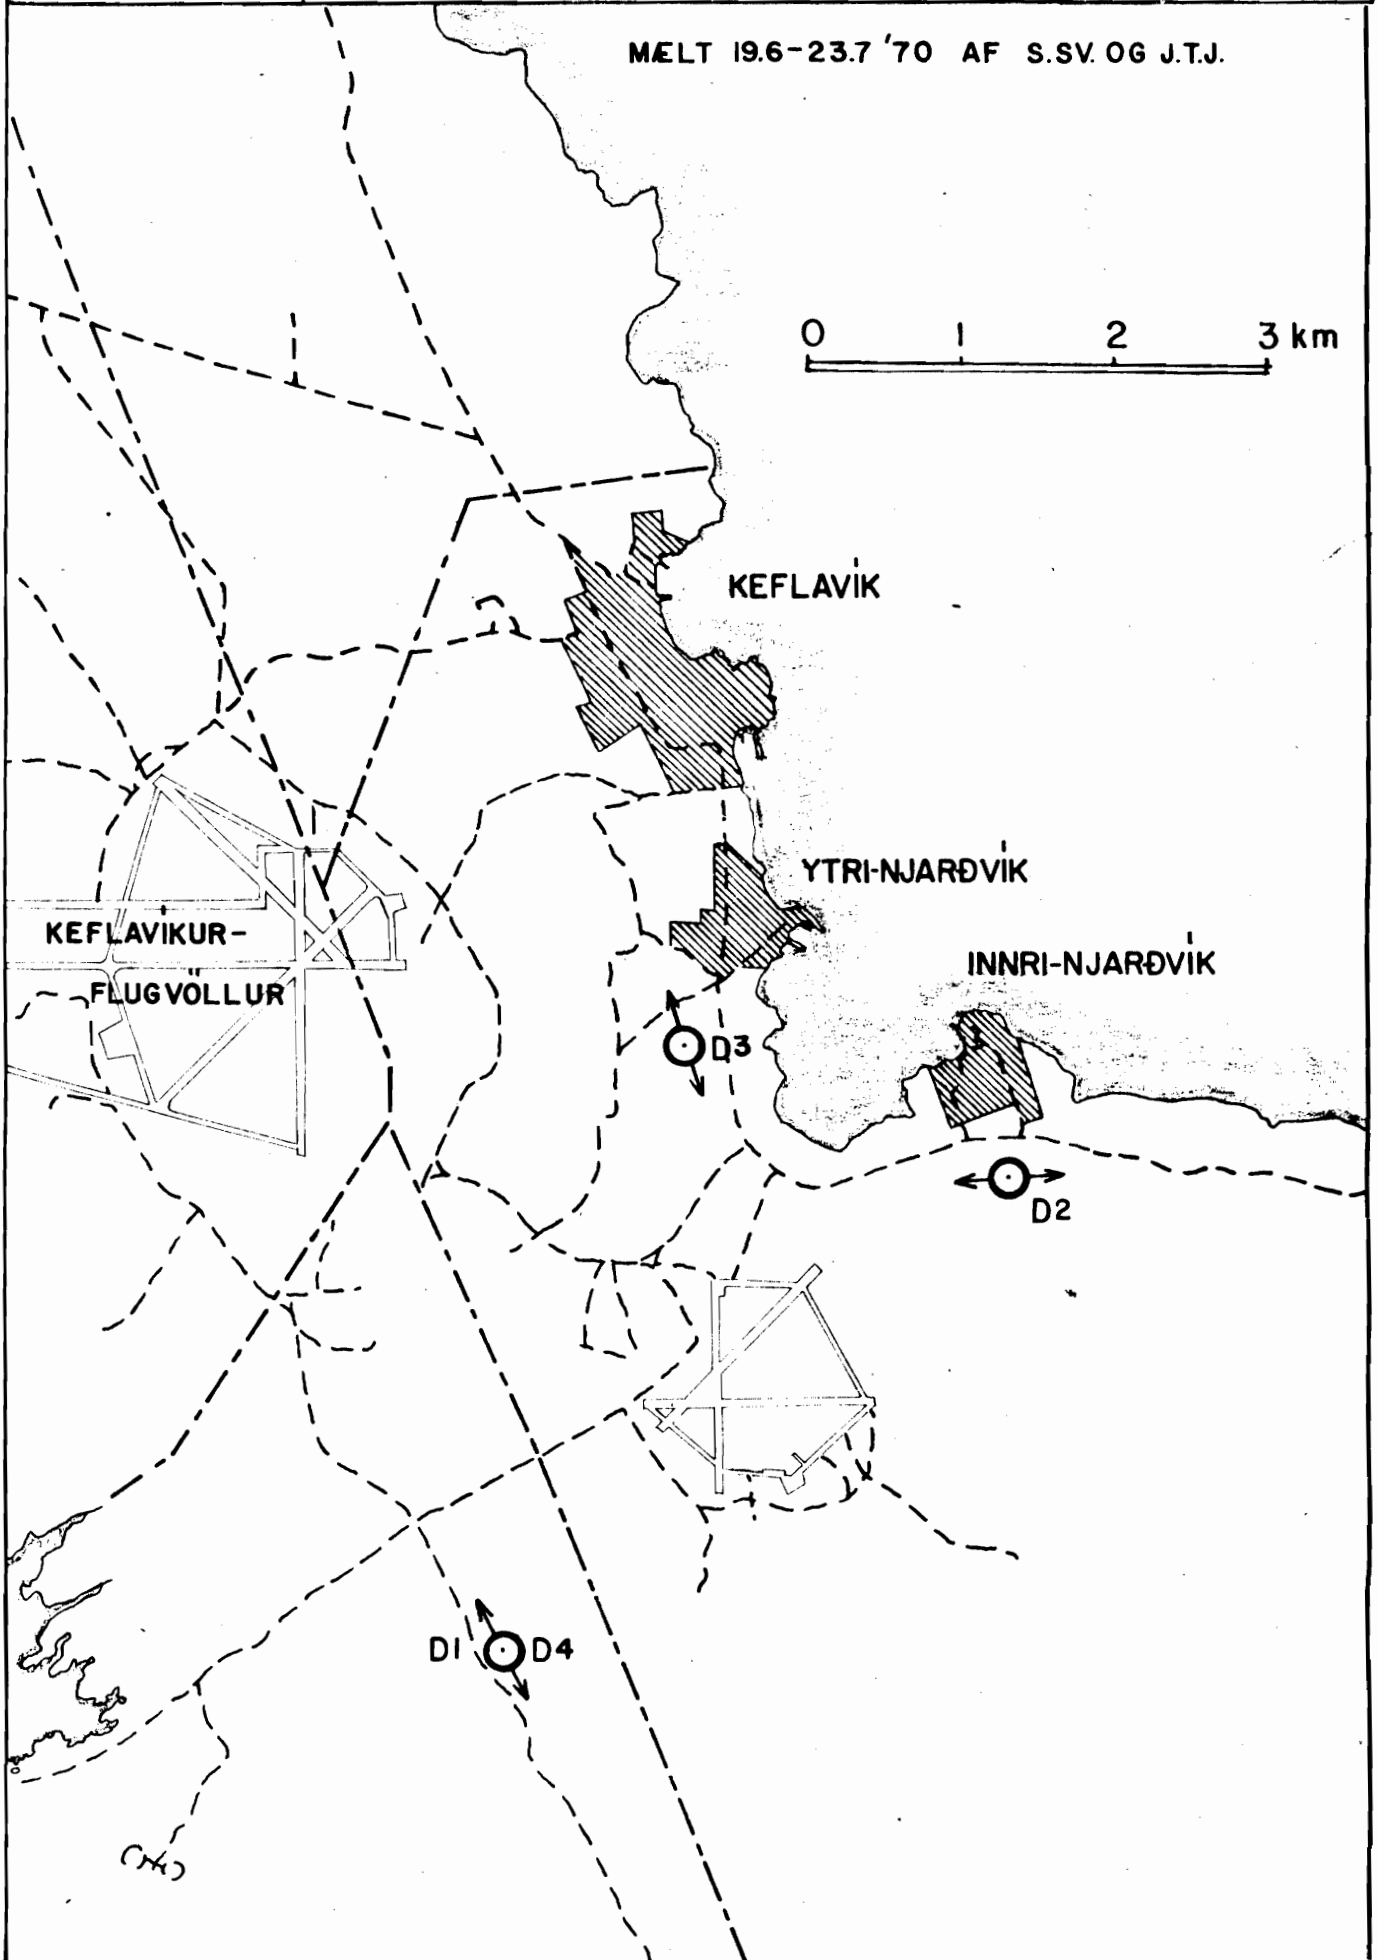 MÆLT 19.6-23.7 '70 AF S.SV. OG J.T.J.
0 1 2 3 km
KEFLAVÍK
YTRI-NJARÐVÍK
KEFLAVÍKUR-
FLUGVÖLLUR
INNRI-NJARÐVÍK
D3
D2
D1 D4